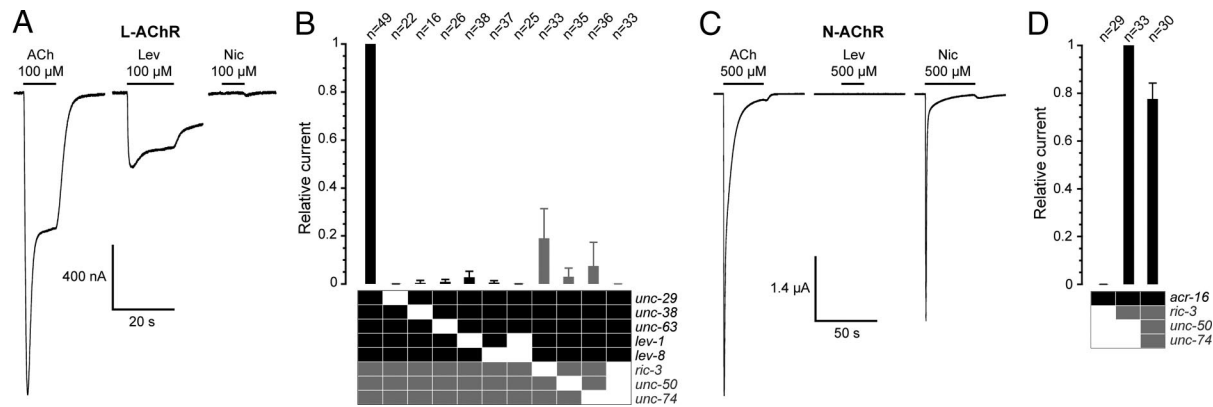 A
L-AChR
ACh
100 µM
Lev
100 µM
Nic
100 µM
400 nA
20 s
B
n=49
n=22
n=16
n=26
n=38
n=37
n=25
n=33
n=35
n=36
n=33
Relative current
1
0.8
0.6
0.4
0.2
0
unc-29
unc-38
unc-63
lev-1
lev-8
ric-3
unc-50
unc-74
C
N-AChR
ACh
500 µM
Lev
500 µM
Nic
500 µM
1.4 µA
50 s
D
n=29
n=33
n=30
Relative current
1
0.8
0.6
0.4
0.2
0
acr-16
ric-3
unc-50
unc-74